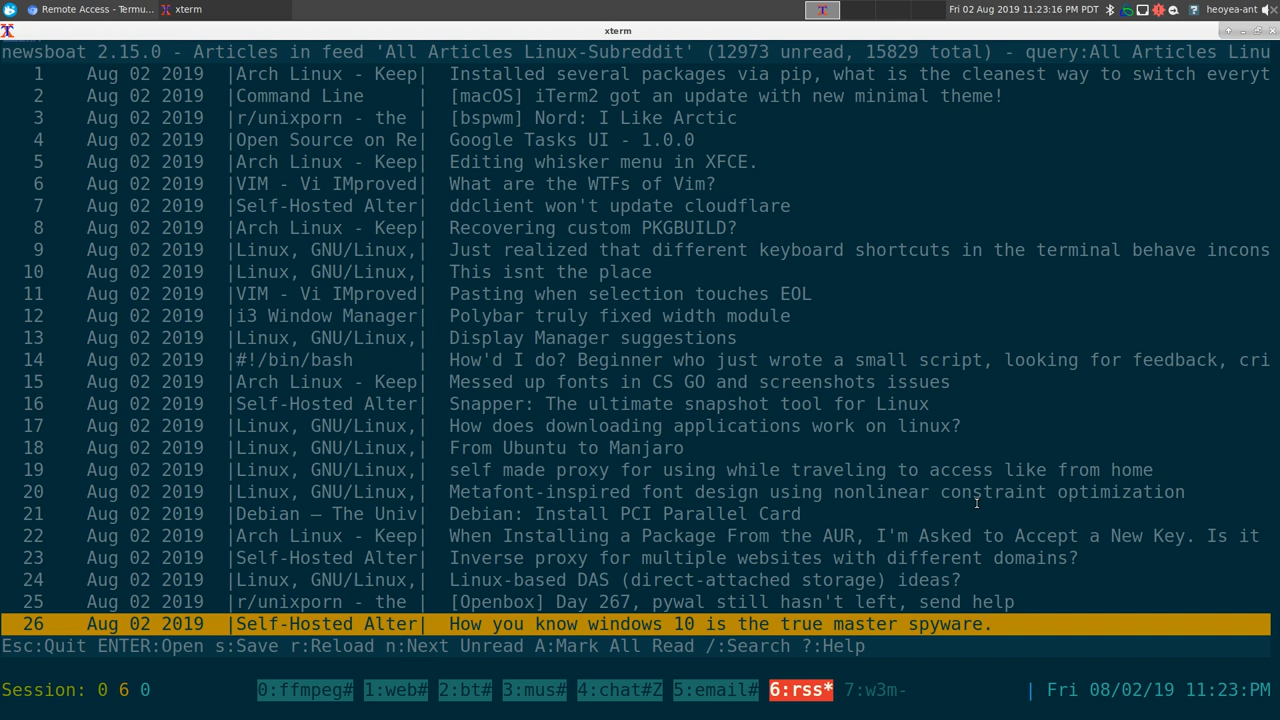 Remote Access - Termu... xterm Fri 02 Aug 2019 11:23:16 PM PDT heoyea-ant
xterm
newsboat 2.15.0 - Articles in feed 'All Articles Linux-Subreddit' (12973 unread, 15829 total) - query:All Articles Linu
1 Aug 02 2019 |Arch Linux - Keep| Installed several packages via pip, what is the cleanest way to switch everyt
2 Aug 02 2019 |Command Line | [macOS] iTerm2 got an update with new minimal theme!
3 Aug 02 2019 |r/unixporn - the | [bspwm] Nord: I Like Arctic
4 Aug 02 2019 |Open Source on Re| Google Tasks UI - 1.0.0
5 Aug 02 2019 |Arch Linux - Keep| Editing whisker menu in XFCE.
6 Aug 02 2019 |VIM - Vi IMproved| What are the WTFs of Vim?
7 Aug 02 2019 |Self-Hosted Alter| ddclient won't update cloudflare
8 Aug 02 2019 |Arch Linux - Keep| Recovering custom PKGBUILD?
9 Aug 02 2019 |Linux, GNU/Linux,| Just realized that different keyboard shortcuts in the terminal behave incons
10 Aug 02 2019 |Linux, GNU/Linux,| This isnt the place
11 Aug 02 2019 |VIM - Vi IMproved| Pasting when selection touches EOL
12 Aug 02 2019 |i3 Window Manager| Polybar truly fixed width module
13 Aug 02 2019 |Linux, GNU/Linux,| Display Manager suggestions
14 Aug 02 2019 |#!/bin/bash | How'd I do? Beginner who just wrote a small script, looking for feedback, cri
15 Aug 02 2019 |Arch Linux - Keep| Messed up fonts in CS GO and screenshots issues
16 Aug 02 2019 |Self-Hosted Alter| Snapper: The ultimate snapshot tool for Linux
17 Aug 02 2019 |Linux, GNU/Linux,| How does downloading applications work on linux?
18 Aug 02 2019 |Linux, GNU/Linux,| From Ubuntu to Manjaro
19 Aug 02 2019 |Linux, GNU/Linux,| self made proxy for using while traveling to access like from home
20 Aug 02 2019 |Linux, GNU/Linux,| Metafont-inspired font design using nonlinear constraint optimization
21 Aug 02 2019 |Debian — The Univ| Debian: Install PCI Parallel Card
22 Aug 02 2019 |Arch Linux - Keep| When Installing a Package From the AUR, I'm Asked to Accept a New Key. Is it
23 Aug 02 2019 |Self-Hosted Alter| Inverse proxy for multiple websites with different domains?
24 Aug 02 2019 |Linux, GNU/Linux,| Linux-based DAS (direct-attached storage) ideas?
25 Aug 02 2019 |r/unixporn - the | [Openbox] Day 267, pywal still hasn't left, send help
26 Aug 02 2019 |Self-Hosted Alter| How you know windows 10 is the true master spyware.
Esc:Quit ENTER:Open s:Save r:Reload n:Next Unread A:Mark All Read /:Search ?:Help
Session: 0 6 0 0:ffmpeg# 1:web# 2:bt# 3:mus# 4:chat#Z 5:email# 6:rss* 7:w3m- | Fri 08/02/19 11:23:PM